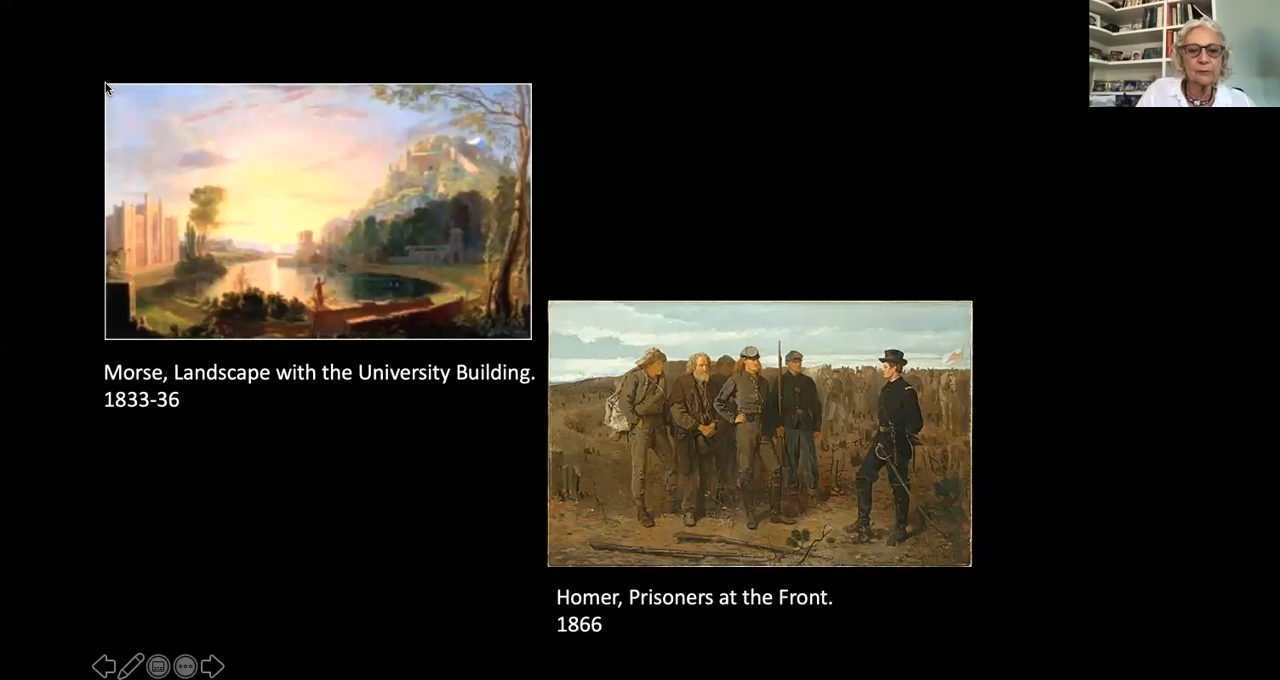 Morse, Landscape with the University Building.
1833-36
Homer, Prisoners at the Front.
1866